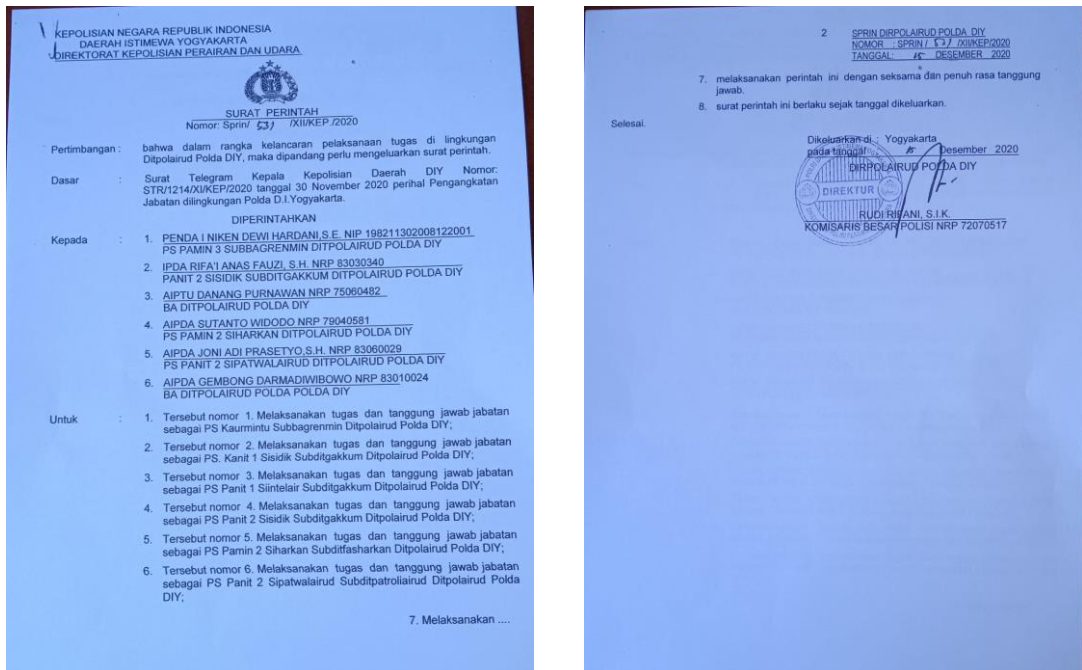 KEPOLISIAN NEGARA REPUBLIK INDONESIA
DAERAH ISTIMEWA YOGYAKARTA
DIREKTORAT KEPOLISIAN PERAIRAN DAN UDARA
SURAT PERINTAH
Nomor: Sprin/ 531 /XII/KEP./2020
Pertimbangan : bahwa dalam rangka kelancaran pelaksanaan tugas di lingkungan
Ditpolairud Polda DIY, maka dipandang perlu mengeluarkan surat perintah.
Dasar : Surat Telegram Kepala Kepolisian Daerah DIY Nomor:
STR/1214/XI/KEP/2020 tanggal 30 November 2020 perihal Pengangkatan
Jabatan dilingkungan Polda D.I.Yogyakarta.
DIPERINTAHKAN
Kepada : 1. PENDA I NIKEN DEWI HARDANI,S.E. NIP 198211302008122001
PS PAMIN 3 SUBBAGRENMIN DITPOLAIRUD POLDA DIY
2. IPDA RIFA'I ANAS FAUZI, S.H. NRP 83030340
PANIT 2 SISIDIK SUBDITGAKKUM DITPOLAIRUD POLDA DIY
3. AIPTU DANANG PURNAWAN NRP 75060482
BA DITPOLAIRUD POLDA DIY
4. AIPDA SUTANTO WIDODO NRP 79040581
PS PAMIN 2 SIHARKAN DITPOLAIRUD POLDA DIY
5. AIPDA JONI ADI PRASETYO,S.H. NRP 83060029
PS PANIT 2 SIPATWALAIRUD DITPOLAIRUD POLDA DIY
6. AIPDA GEMBONG DARMADIWIBOWO NRP 83010024
BA DITPOLAIRUD POLDA POLDA DIY
Untuk : 1. Tersebut nomor 1. Melaksanakan tugas dan tanggung jawab jabatan
sebagai PS Kaurmintu Subbagrenmin Ditpolairud Polda DIY;
2. Tersebut nomor 2. Melaksanakan tugas dan tanggung jawab jabatan
sebagai PS. Kanit 1 Sisidik Subditgakkum Ditpolairud Polda DIY;
3. Tersebut nomor 3. Melaksanakan tugas dan tanggung jawab jabatan
sebagai PS Panit 1 Siintelair Subditgakkum Ditpolairud Polda DIY;
4. Tersebut nomor 4. Melaksanakan tugas dan tanggung jawab jabatan
sebagai PS Panit 2 Sisidik Subditgakkum Ditpolairud Polda DIY;
5. Tersebut nomor 5. Melaksanakan tugas dan tanggung jawab jabatan
sebagai PS Pamin 2 Siharkan Subditfasharkan Ditpolairud Polda DIY;
6. Tersebut nomor 6. Melaksanakan tugas dan tanggung jawab jabatan
sebagai PS Panit 2 Sipatwalairud Subditpatroliairud Ditpolairud Polda
DIY;
7. Melaksanakan ....
2 SPRIN DIRPOLAIRUD POLDA DIY
NOMOR : SPRIN / 531 /XII/KEP/2020
TANGGAL: 15 DESEMBER 2020
7. melaksanakan perintah ini dengan seksama dan penuh rasa tanggung
jawab.
8. surat perintah ini berlaku sejak tanggal dikeluarkan.
Selesai.
Dikeluarkan di : Yogyakarta
pada tanggal 15 Desember 2020
DIRPOLAIRUD POLDA DIY
DIREKTUR
RUDI RIFANI, S.I.K.
KOMISARIS BESAR POLISI NRP 72070517